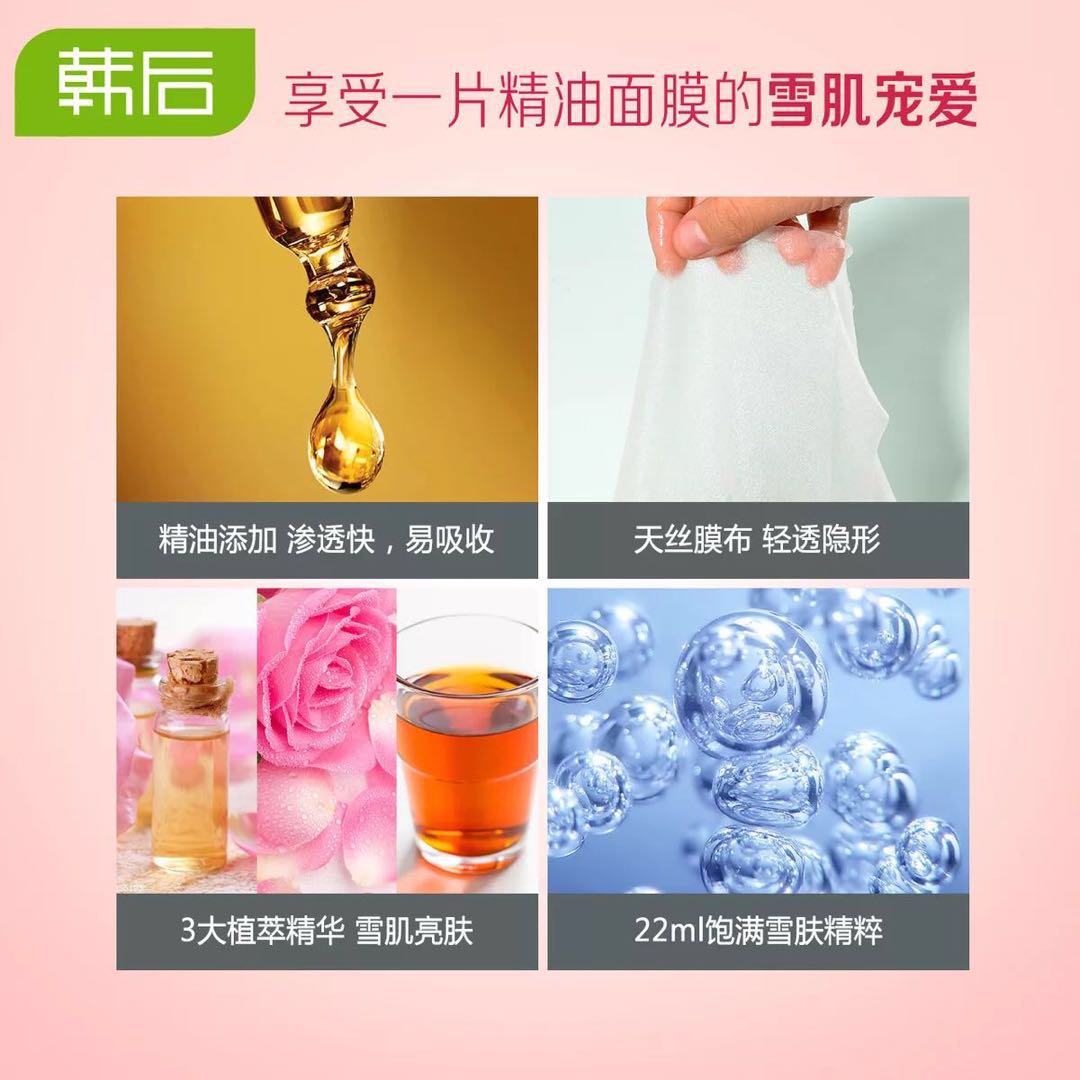 韩后
享受一片精油面膜的雪肌宠爱
精油添加 渗透快，易吸收
天丝膜布 轻透隐形
3大植萃精华 雪肌亮肤
22ml饱满雪肤精粹